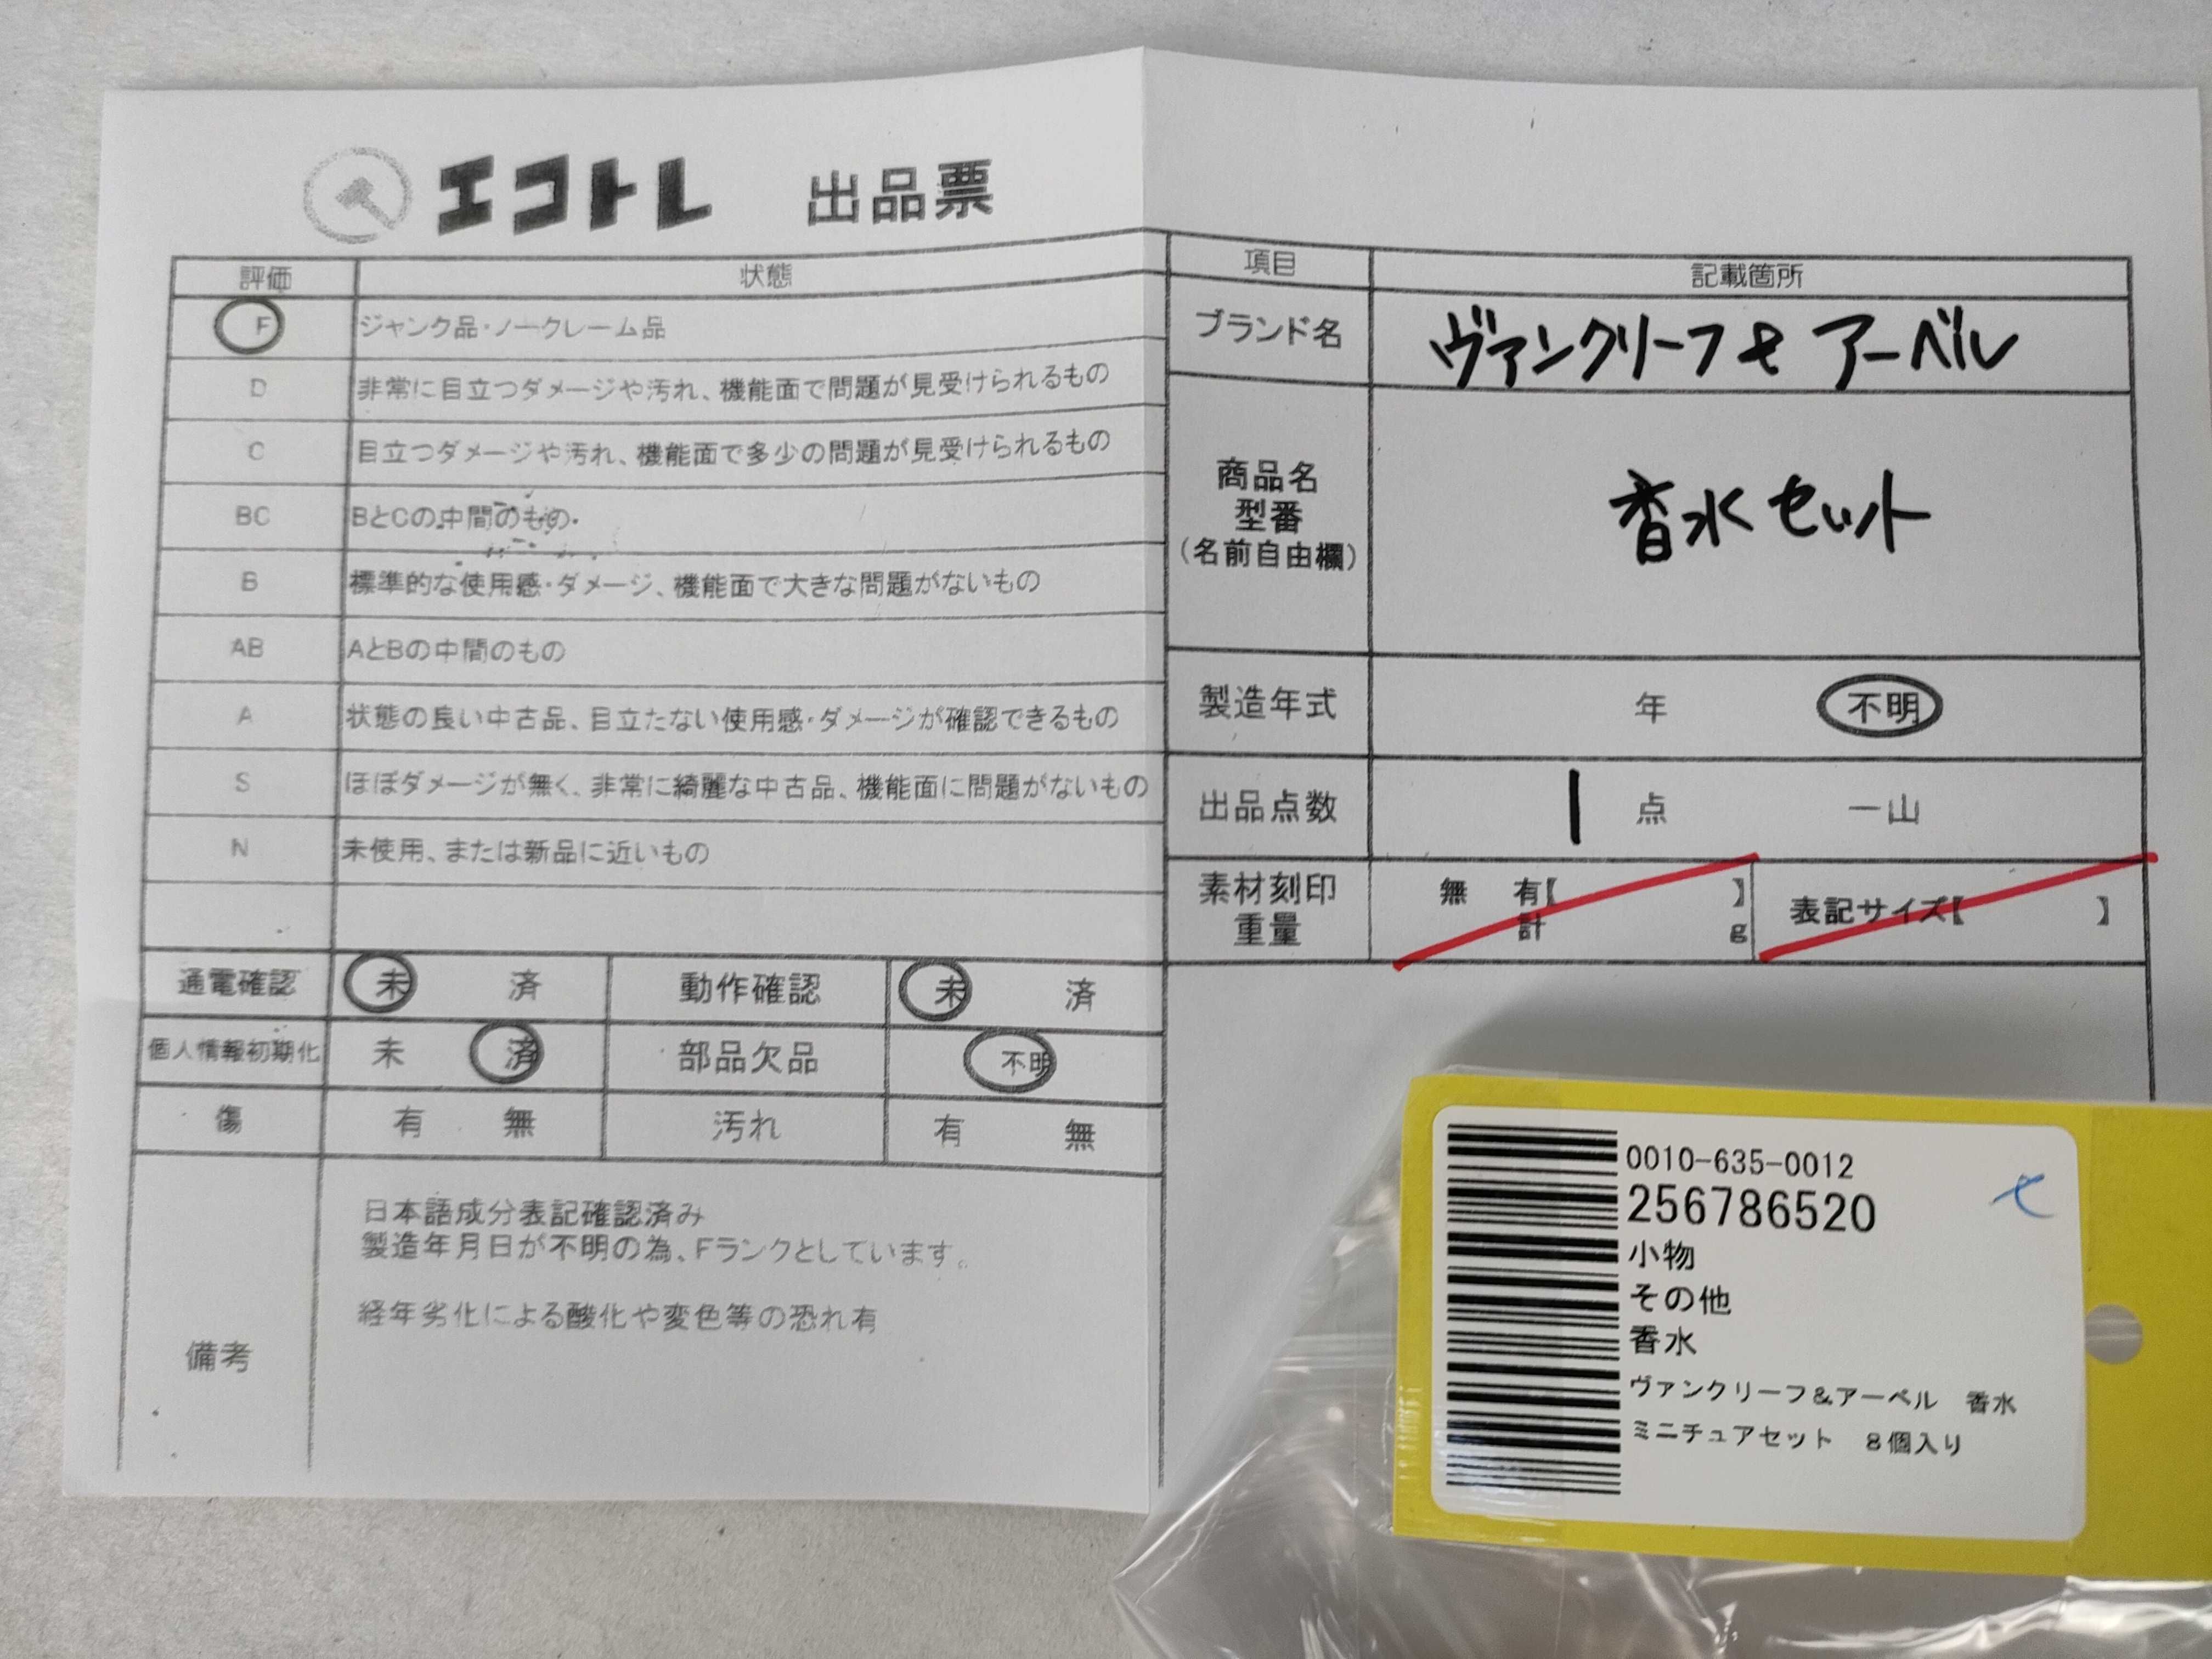 エコトレ 出品票
評価 状態
F ジャンク品・ノークレーム品
D 非常に目立つダメージや汚れ、機能面で問題が見受けられるもの
C 目立つダメージや汚れ、機能面で多少の問題が見受けられるもの
BC BとCの中間のもの
B 標準的な使用感・ダメージ、機能面で大きな問題がないもの
AB AとBの中間のもの
A 状態の良い中古品、目立たない使用感・ダメージが確認できるもの
S ほぼダメージが無く、非常に綺麗な中古品、機能面に問題がないもの
N 未使用、または新品に近いもの
通電確認 未 済 動作確認 未 済
個人情報初期化 未 済 部品欠品 不明
傷 有 無 汚れ 有 無
備考
日本語成分表記確認済み
製造年月日が不明の為、Fランクとしています。
経年劣化による酸化や変色等の恐れ有
項目 記載箇所
ブランド名 ヴァンクリーフ& アーペル
商品名
型番
(名前自由欄)
香水セット
製造年式 年 不明
出品点数 1 点 一山
素材刻印 無 有【 】 表記サイズ【 】
重量 計 g
0010-635-0012
256786520
小物
その他
香水
ヴァンクリーフ&アーペル 香水
ミニチュアセット 8個入り